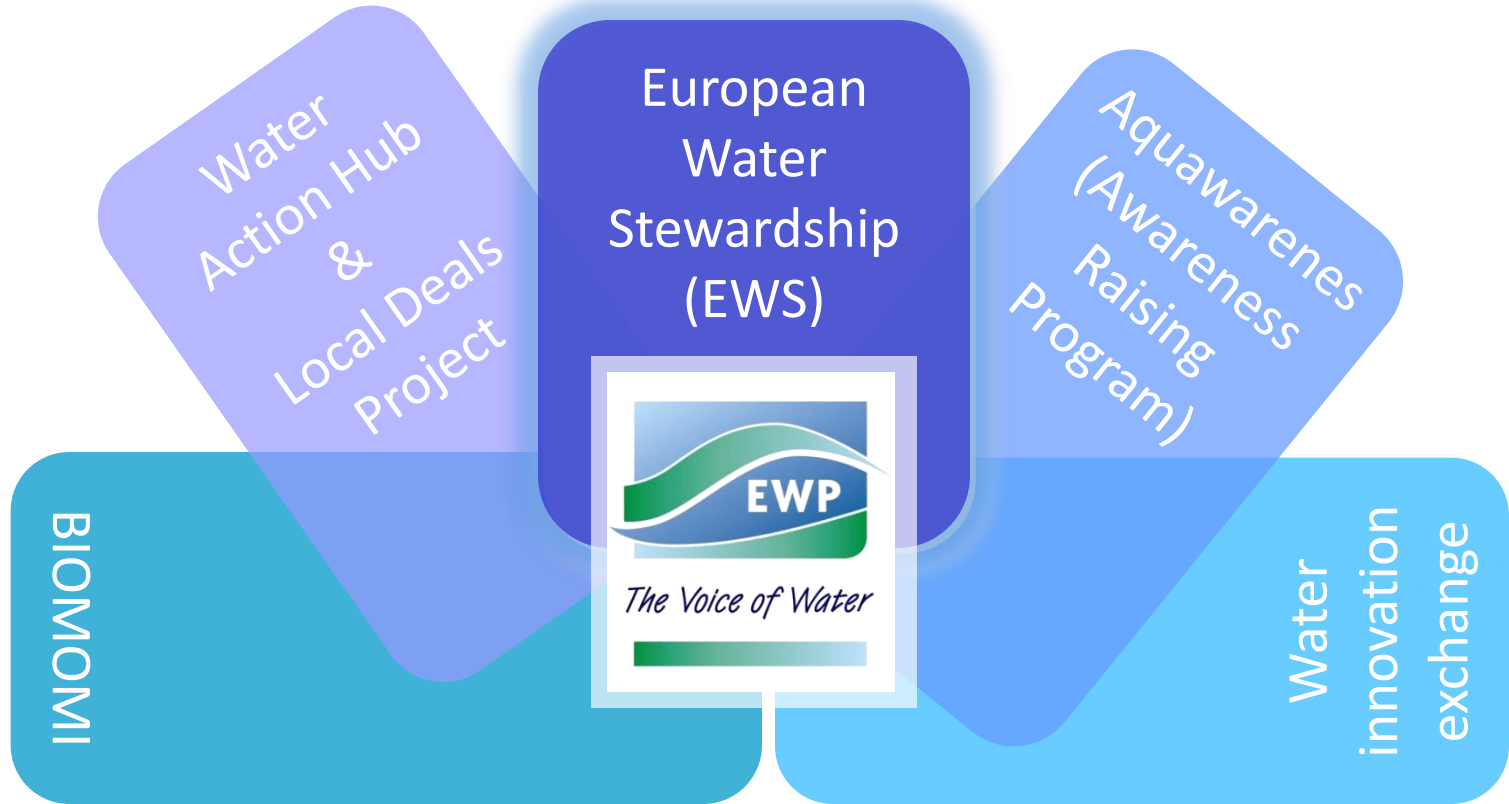 Water
Action Hub
&
Local Deals
Project
European
Water
Stewardship
(EWS)
Aquawarenes
(Awareness
Raising
Program)
BIOMOMI
EWP
The Voice of Water
Water
innovation
exchange